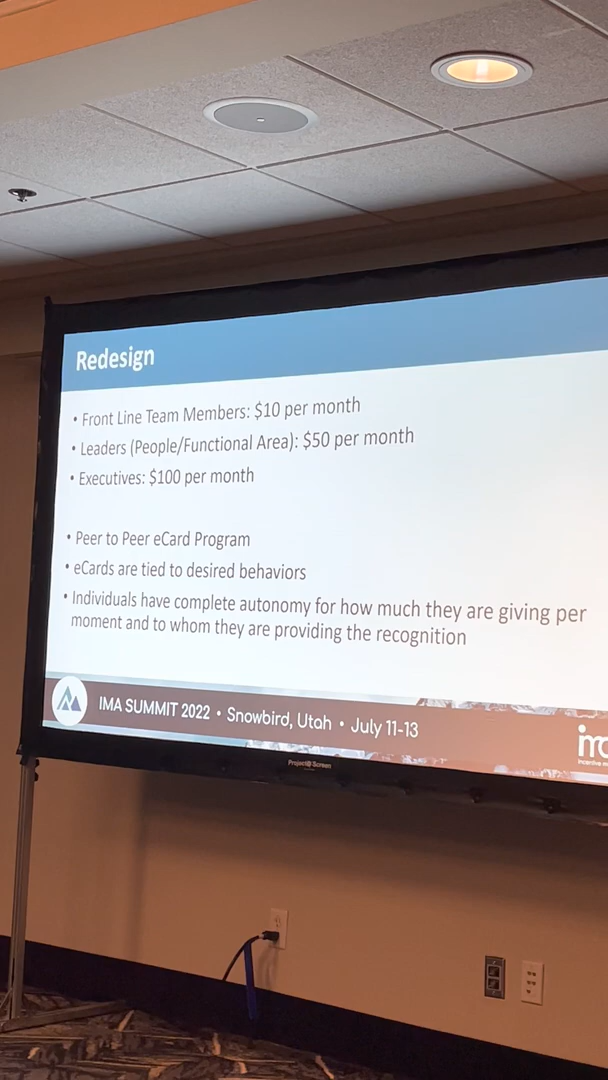 Redesign
• Front Line Team Members: $10 per month
• Leaders (People/Functional Area): $50 per month
• Executives: $100 per month
• Peer to Peer eCard Program
• eCards are tied to desired behaviors
• Individuals have complete autonomy for how much they are giving per
moment and to whom they are providing the recognition
IMA SUMMIT 2022 • Snowbird, Utah • July 11-13
Incentive
Screen